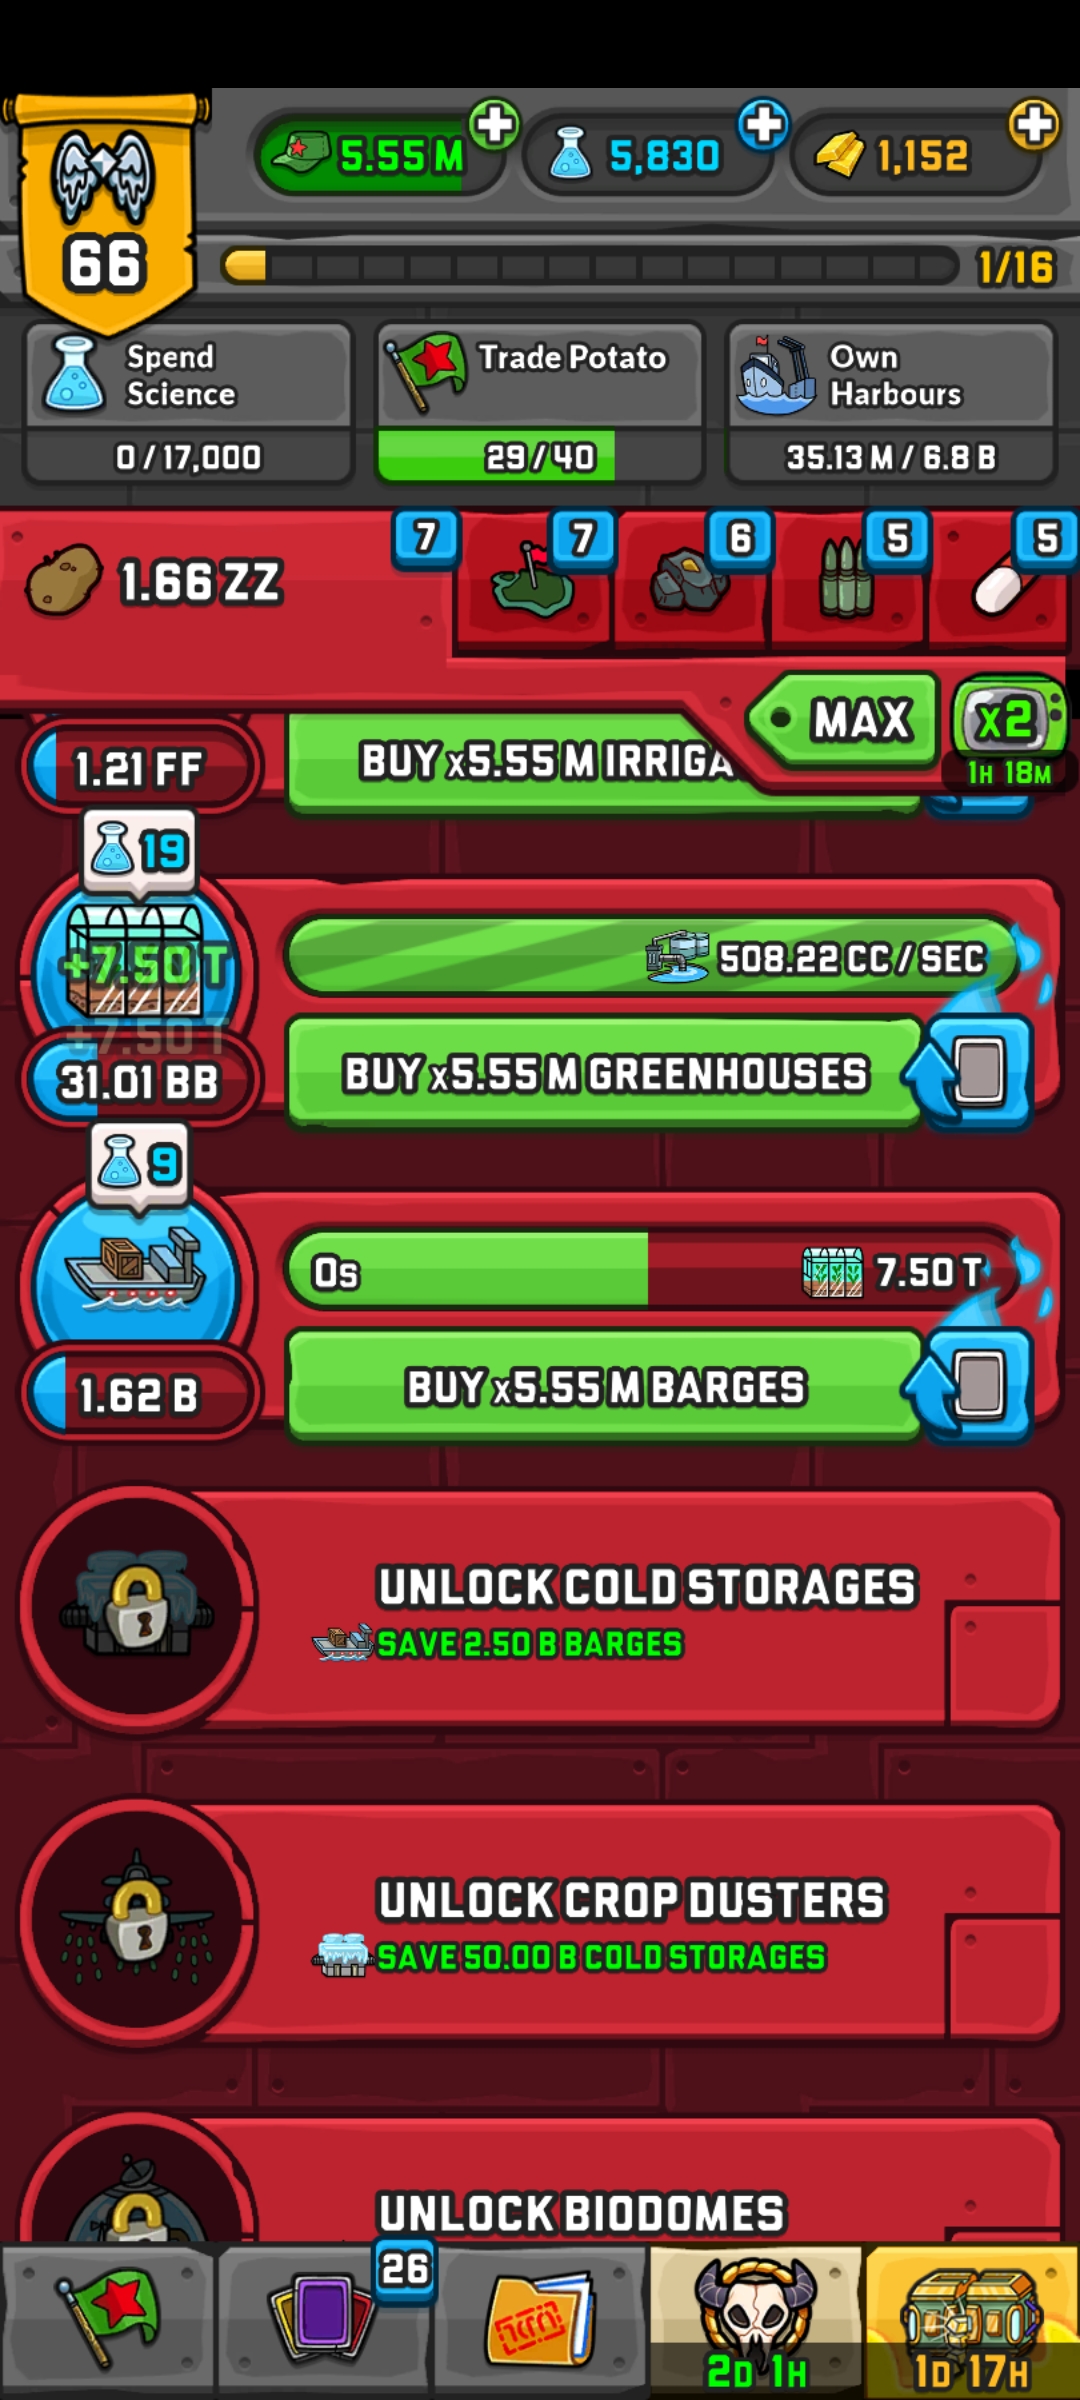 5.55 M
5,830
1,152
66
1/16
Spend
Science
0 / 17,000
Trade Potato
29 / 40
Own
Harbours
35.13 M / 6.8 B
1.66 ZZ
7
7
6
5
5
MAX
x2
1H 18M
1.21 FF
BUY x5.55 M IRRIGA
19
+7.50 T
+7.50 T
508.22 CC / SEC
31.01 BB
BUY x5.55 M GREENHOUSES
9
0s
7.50 T
1.62 B
BUY x5.55 M BARGES
UNLOCK COLD STORAGES
SAVE 2.50 B BARGES
UNLOCK CROP DUSTERS
SAVE 50.00 B COLD STORAGES
UNLOCK BIODOMES
26
2D 1H
1D 17H